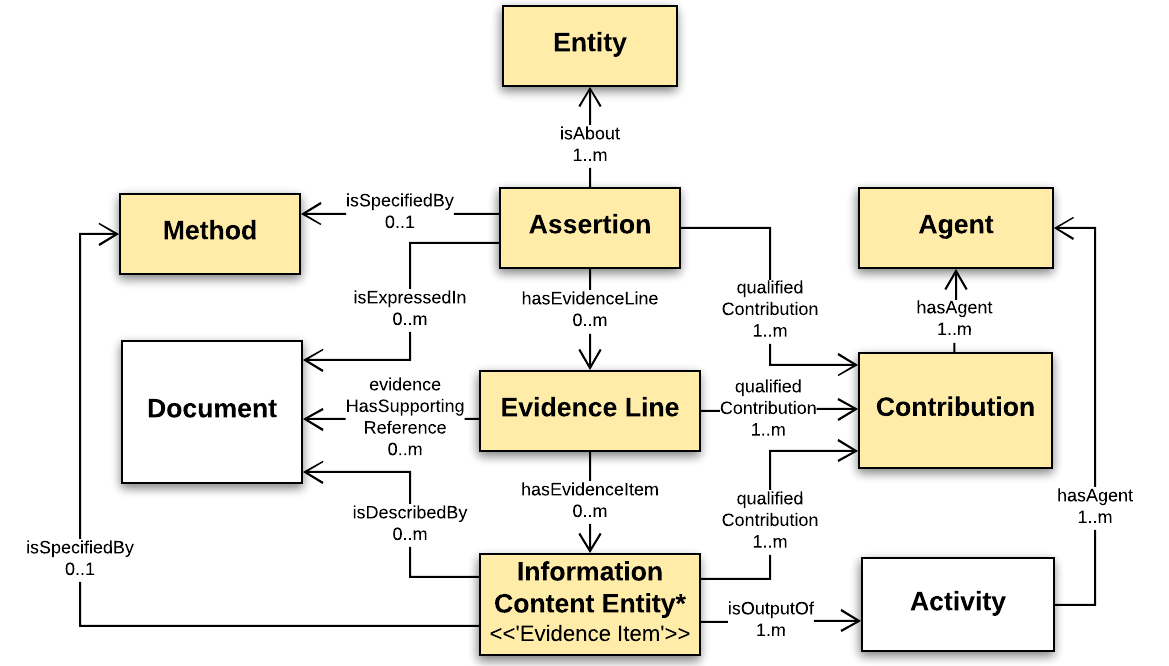 Entity
isAbout
1..m
isSpecifiedBy
0..1
Method
Assertion
Agent
isExpressedIn
0..m
hasEvidenceLine
0..m
qualified
Contribution
1..m
hasAgent
1..m
Document
evidence
HasSupporting
Reference
0..m
Evidence Line
qualified
Contribution
1..m
Contribution
isDescribedBy
0..m
hasEvidenceItem
0..m
qualified
Contribution
1..m
hasAgent
1..m
isSpecifiedBy
0..1
Information
Content Entity*
<<'Evidence Item'>>
isOutputOf
1.m
Activity